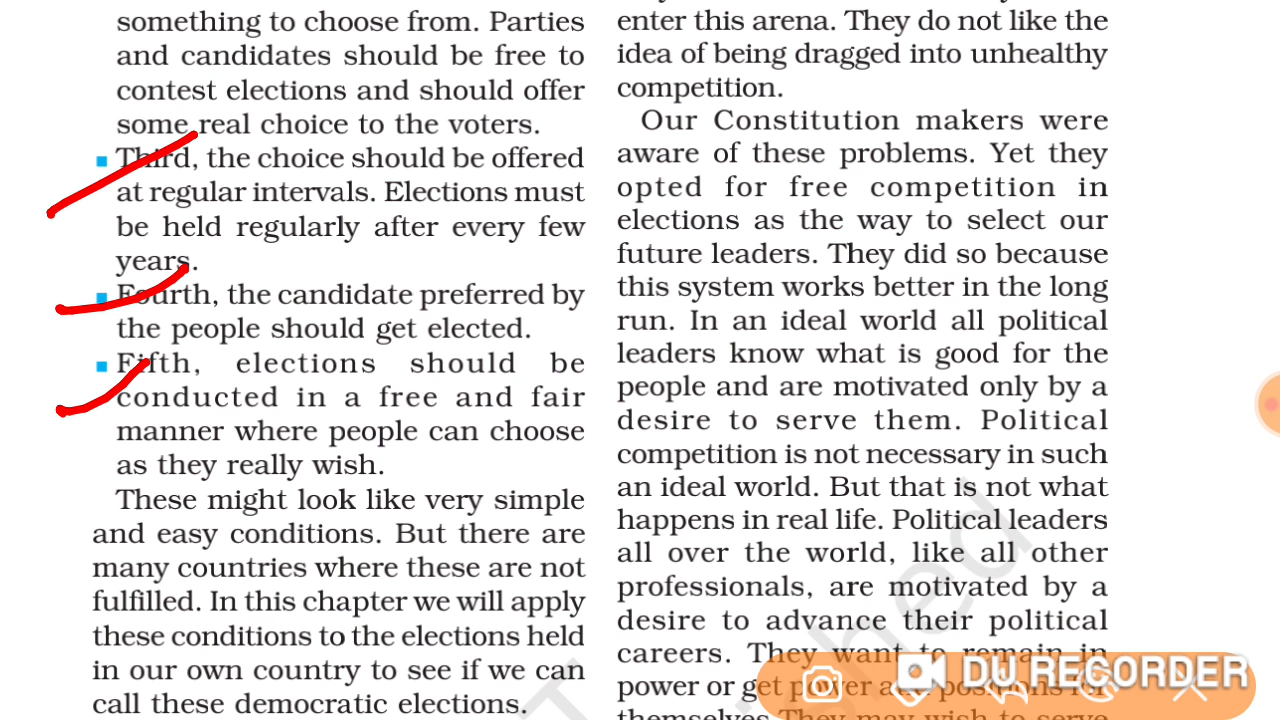 something to choose from. Parties
and candidates should be free to
contest elections and should offer
some real choice to the voters.
Third, the choice should be offered
at regular intervals. Elections must
be held regularly after every few
years.
Fourth, the candidate preferred by
the people should get elected.
Fifth, elections should be
conducted in a free and fair
manner where people can choose
as they really wish.
These might look like very simple
and easy conditions. But there are
many countries where these are not
fulfilled. In this chapter we will apply
these conditions to the elections held
in our own country to see if we can
call these democratic elections.
enter this arena. They do not like the
idea of being dragged into unhealthy
competition.
Our Constitution makers were
aware of these problems. Yet they
opted for free competition in
elections as the way to select our
future leaders. They did so because
this system works better in the long
run. In an ideal world all political
leaders know what is good for the
people and are motivated only by a
desire to serve them. Political
competition is not necessary in such
an ideal world. But that is not what
happens in real life. Political leaders
all over the world, like all other
professionals, are motivated by a
desire to advance their political
careers. They want to remain in
power or get power and positions for
themselves. They may wish to serve
DU RECORDER